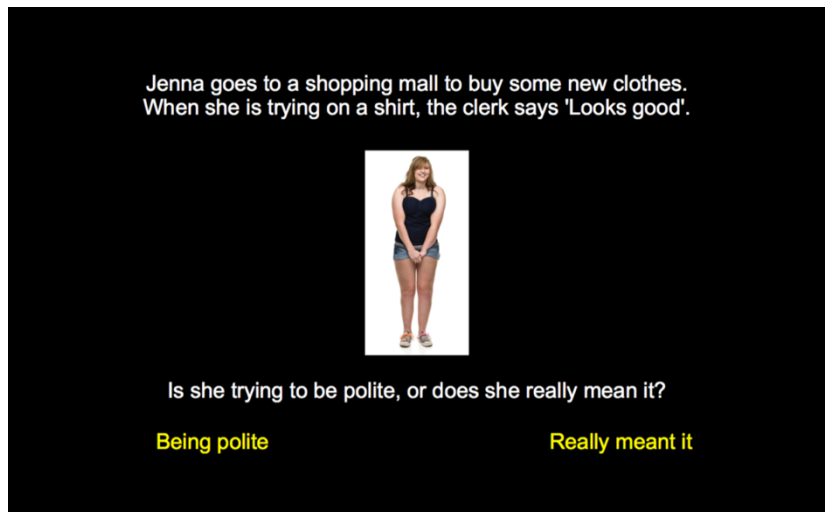 Jenna goes to a shopping mall to buy some new clothes.
When she is trying on a shirt, the clerk says 'Looks good'.
Is she trying to be polite, or does she really mean it?
Being polite
Really meant it